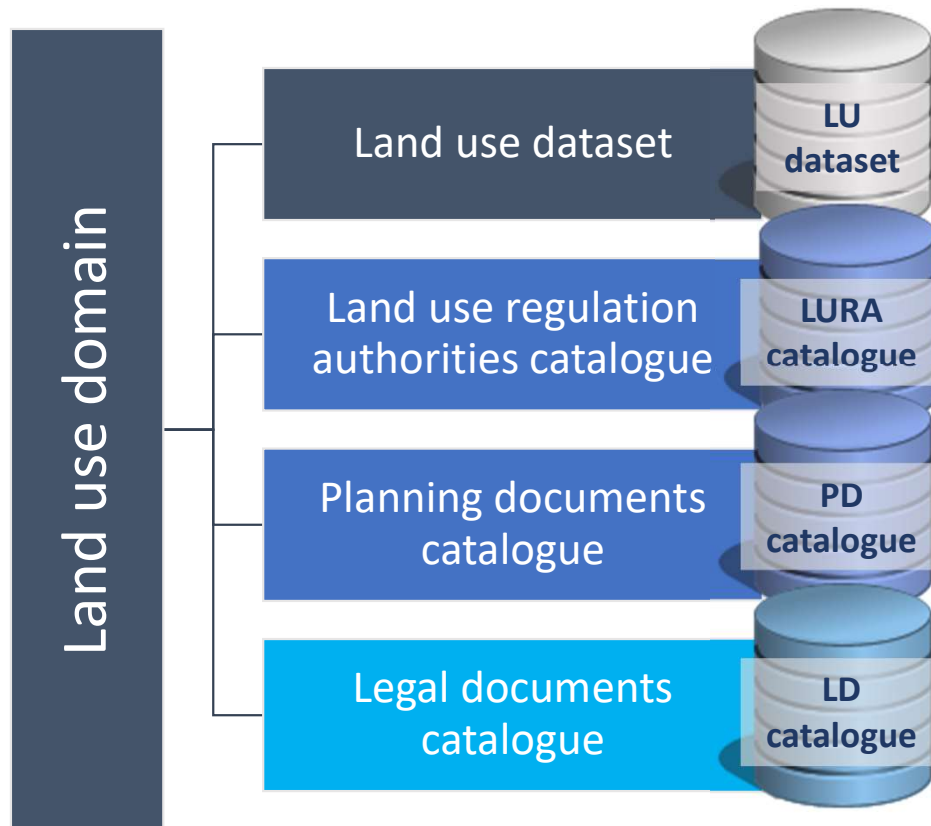 Land use domain
Land use dataset
LU
dataset
Land use regulation
authorities catalogue
LURA
catalogue
Planning documents
catalogue
PD
catalogue
Legal documents
catalogue
LD
catalogue